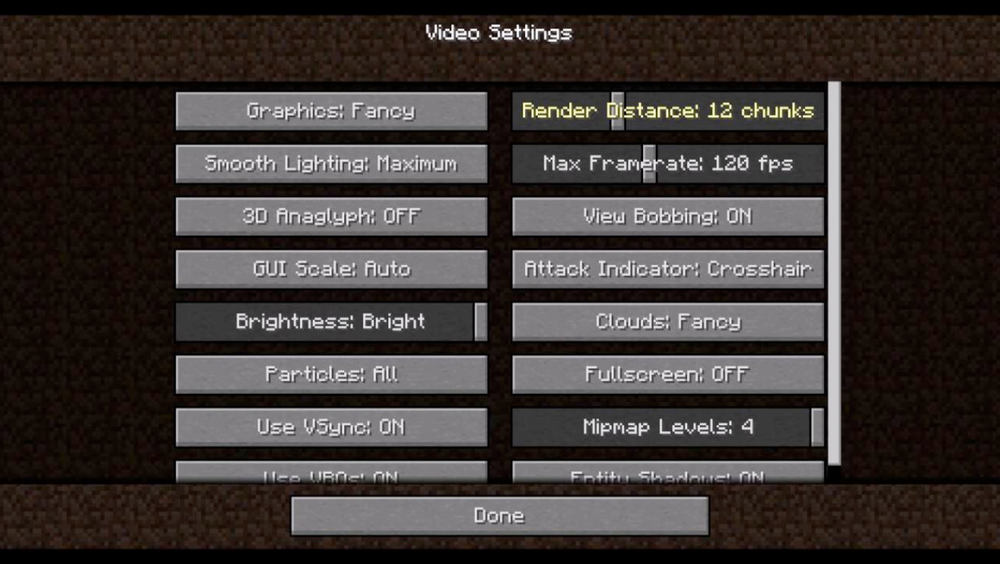 Video Settings
Graphics: Fancy
Render Distance: 12 chunks
Smooth Lighting: Maximum
Max Framerate: 120 fps
3D Anaglyph: OFF
View Bobbing: ON
GUI Scale: Auto
Attack Indicator: Crosshair
Brightness: Bright
Clouds: Fancy
Particles: All
Fullscreen: OFF
Use VSync: ON
Mipmap Levels: 4
Use VBOs: ON
Entity Shadows: ON
Done